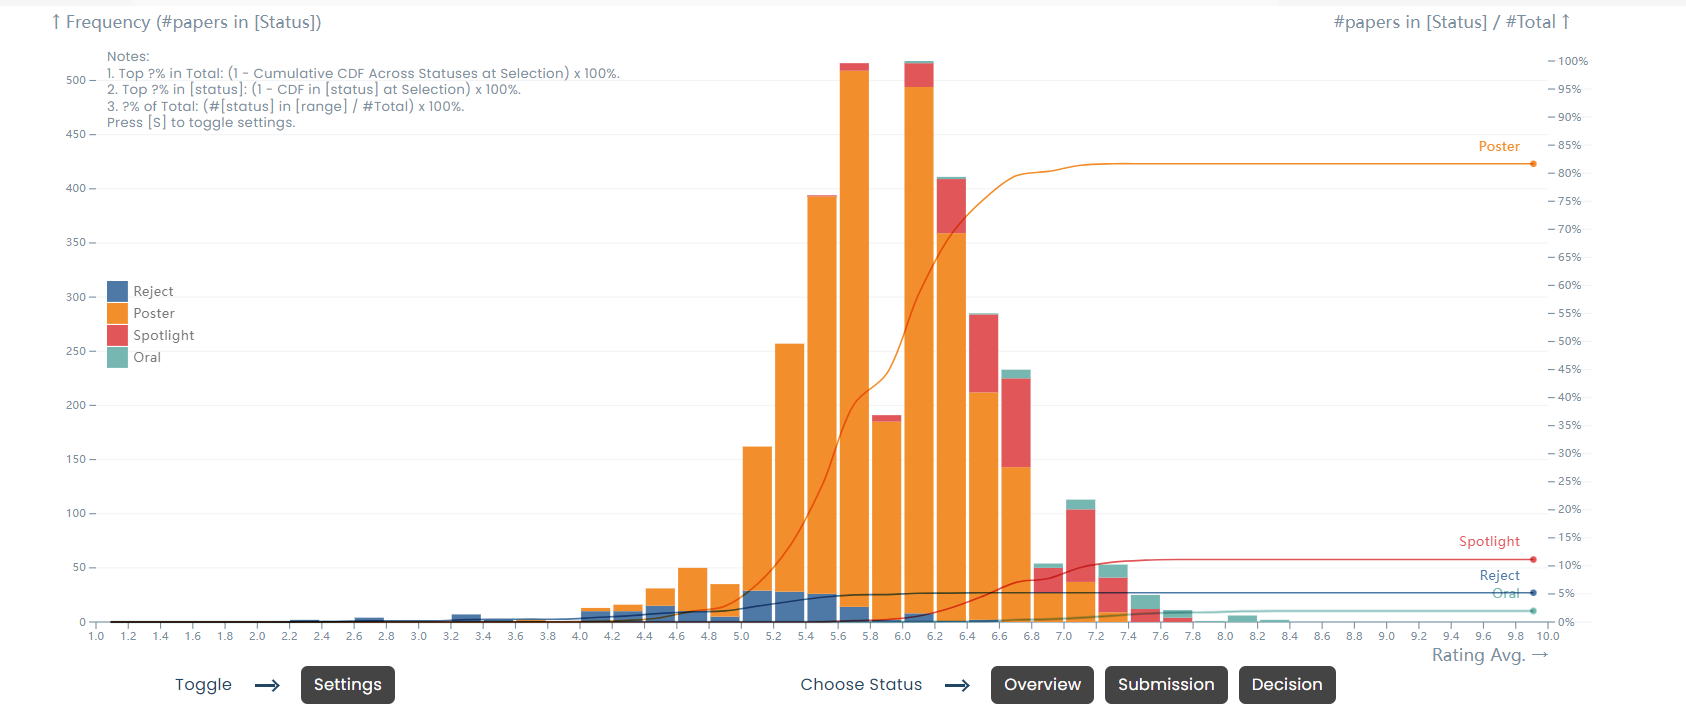 ↑ Frequency (#papers in [Status])
#papers in [Status] / #Total ↑
Notes:
1. Top ?% in Total: (1 - Cumulative CDF Across Statuses at Selection) x 100%.
2. Top ?% in [status]: (1 - CDF in [status] at Selection) x 100%.
3. ?% of Total: (#[status] in [range] / #Total) x 100%.
Press [S] to toggle settings.
500
450
400
350
300
250
200
150
100
50
0
Reject
Poster
Spotlight
Oral
Poster
Spotlight
Reject
Oral
100%
95%
90%
85%
80%
75%
70%
65%
60%
55%
50%
45%
40%
35%
30%
25%
20%
15%
10%
5%
0%
1.0 1.2 1.4 1.6 1.8 2.0 2.2 2.4 2.6 2.8 3.0 3.2 3.4 3.6 3.8 4.0 4.2 4.4 4.6 4.8 5.0 5.2 5.4 5.6 5.8 6.0 6.2 6.4 6.6 6.8 7.0 7.2 7.4 7.6 7.8 8.0 8.2 8.4 8.6 8.8 9.0 9.2 9.4 9.6 9.8 10.0
Rating Avg. →
Toggle → Settings
Choose Status → Overview Submission Decision